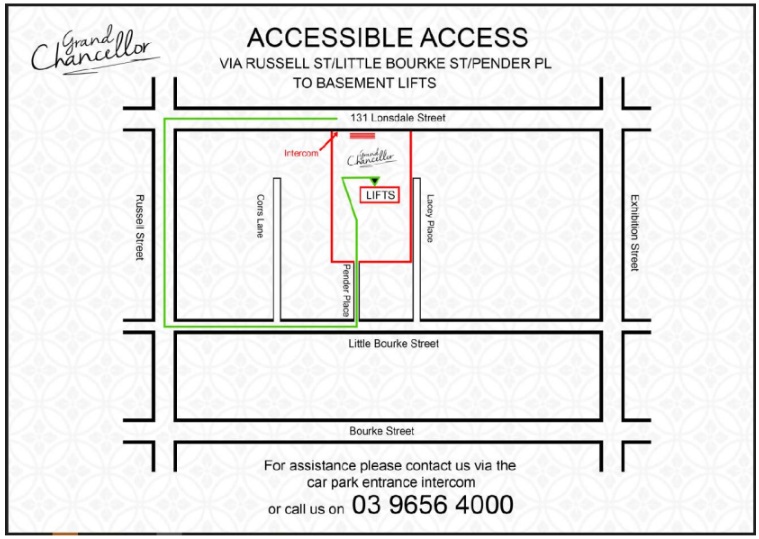 Grand
Chancellor
ACCESSIBLE ACCESS
VIA RUSSELL ST/LITTLE BOURKE ST/PENDER PL
TO BASEMENT LIFTS
131 Lonsdale Street
Intercom
Grand
Chancellor
LIFTS
Russell Street
Corrs Lane
Lacey Place
Exhibition Street
Pender Place
Little Bourke Street
Bourke Street
For assistance please contact us via the
car park entrance intercom
or call us on 03 9656 4000